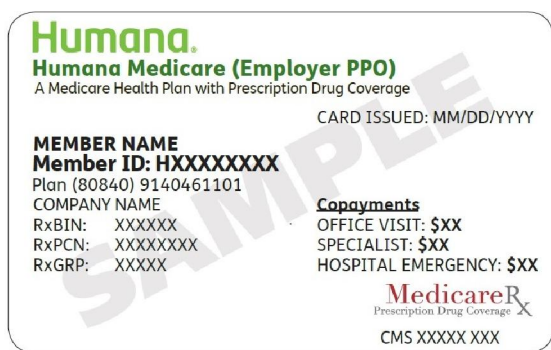 Humana.
Humana Medicare (Employer PPO)
A Medicare Health Plan with Prescription Drug Coverage
CARD ISSUED: MM/DD/YYYY
MEMBER NAME
Member ID: HXXXXXXXX
Plan (80840) 9140461101
COMPANY NAME
RxBIN: XXXXXX
RxPCN: XXXXXXXX
RxGRP: XXXXX
Copayments
OFFICE VISIT: $XX
SPECIALIST: $XX
HOSPITAL EMERGENCY: $XX
MedicareRx
Prescription Drug Coverage
CMS XXXXX XXX
SAMPLE